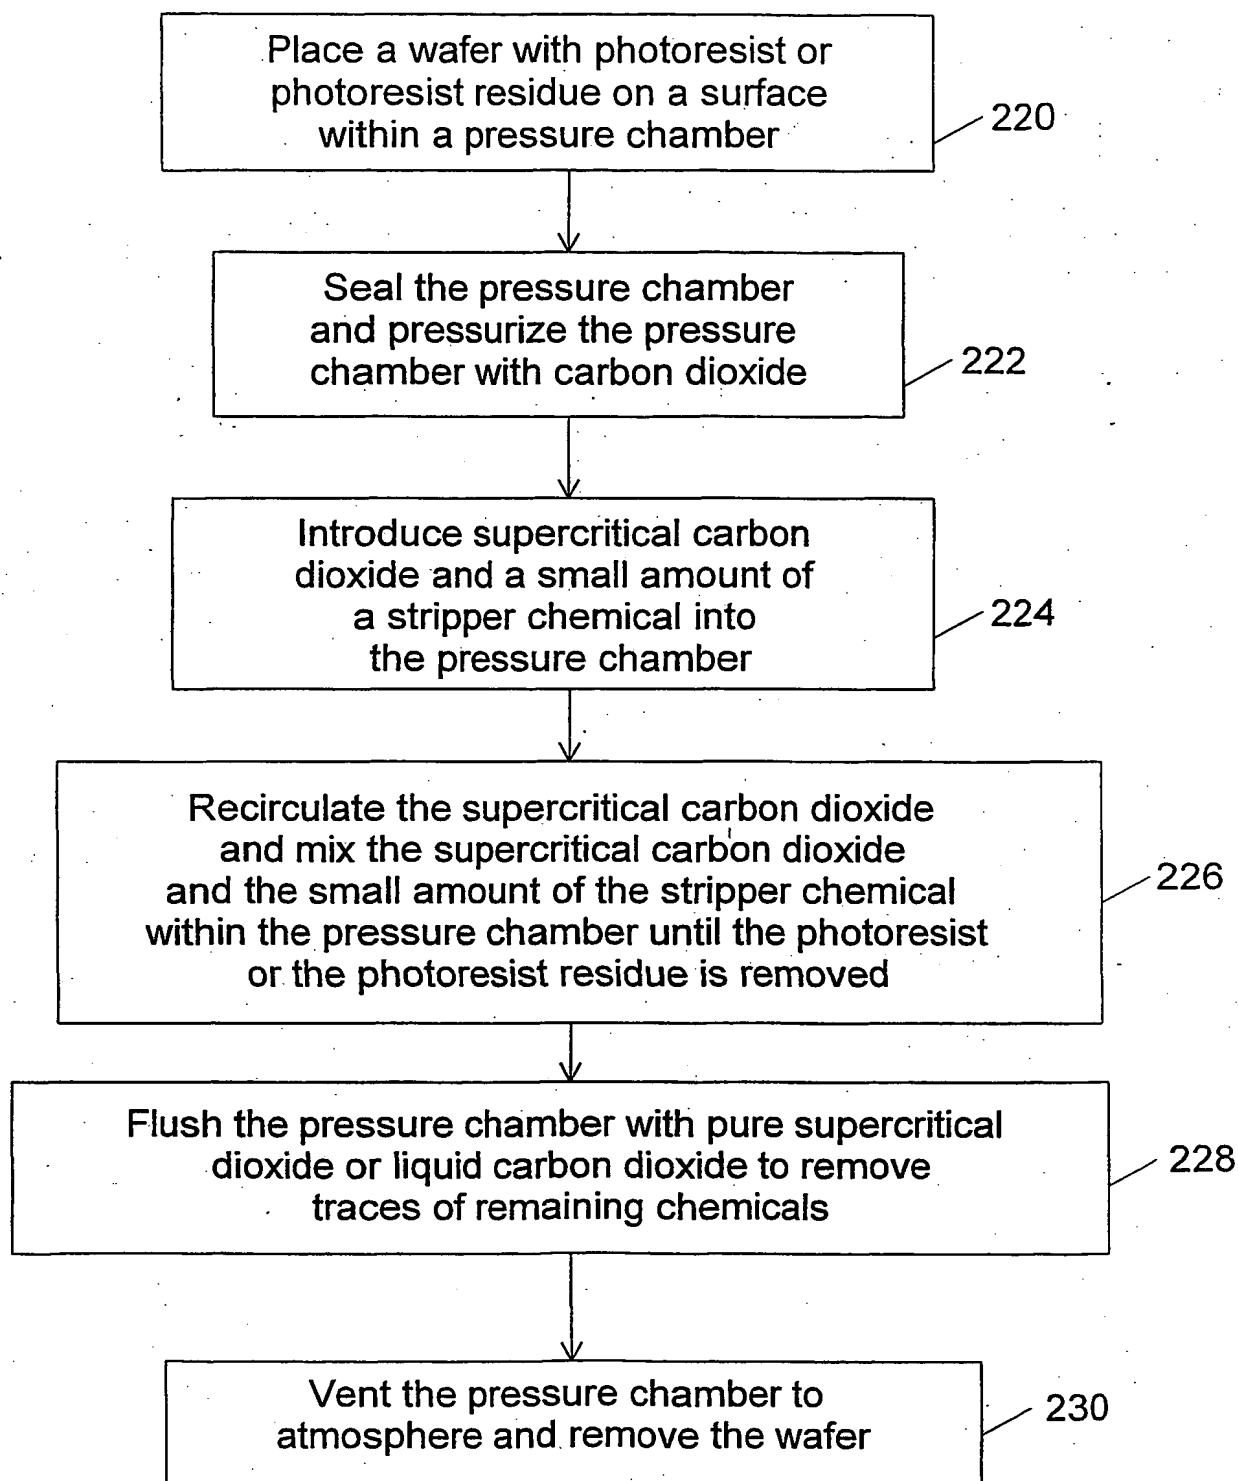 Place a wafer with photoresist or
photoresist residue on a surface
within a pressure chamber
220
Seal the pressure chamber
and pressurize the pressure
chamber with carbon dioxide
222
Introduce supercritical carbon
dioxide and a small amount of
a stripper chemical into
the pressure chamber
224
Recirculate the supercritical carbon dioxide
and mix the supercritical carbon dioxide
and the small amount of the stripper chemical
within the pressure chamber until the photoresist
or the photoresist residue is removed
226
Flush the pressure chamber with pure supercritical
dioxide or liquid carbon dioxide to remove
traces of remaining chemicals
228
Vent the pressure chamber to
atmosphere and remove the wafer
230